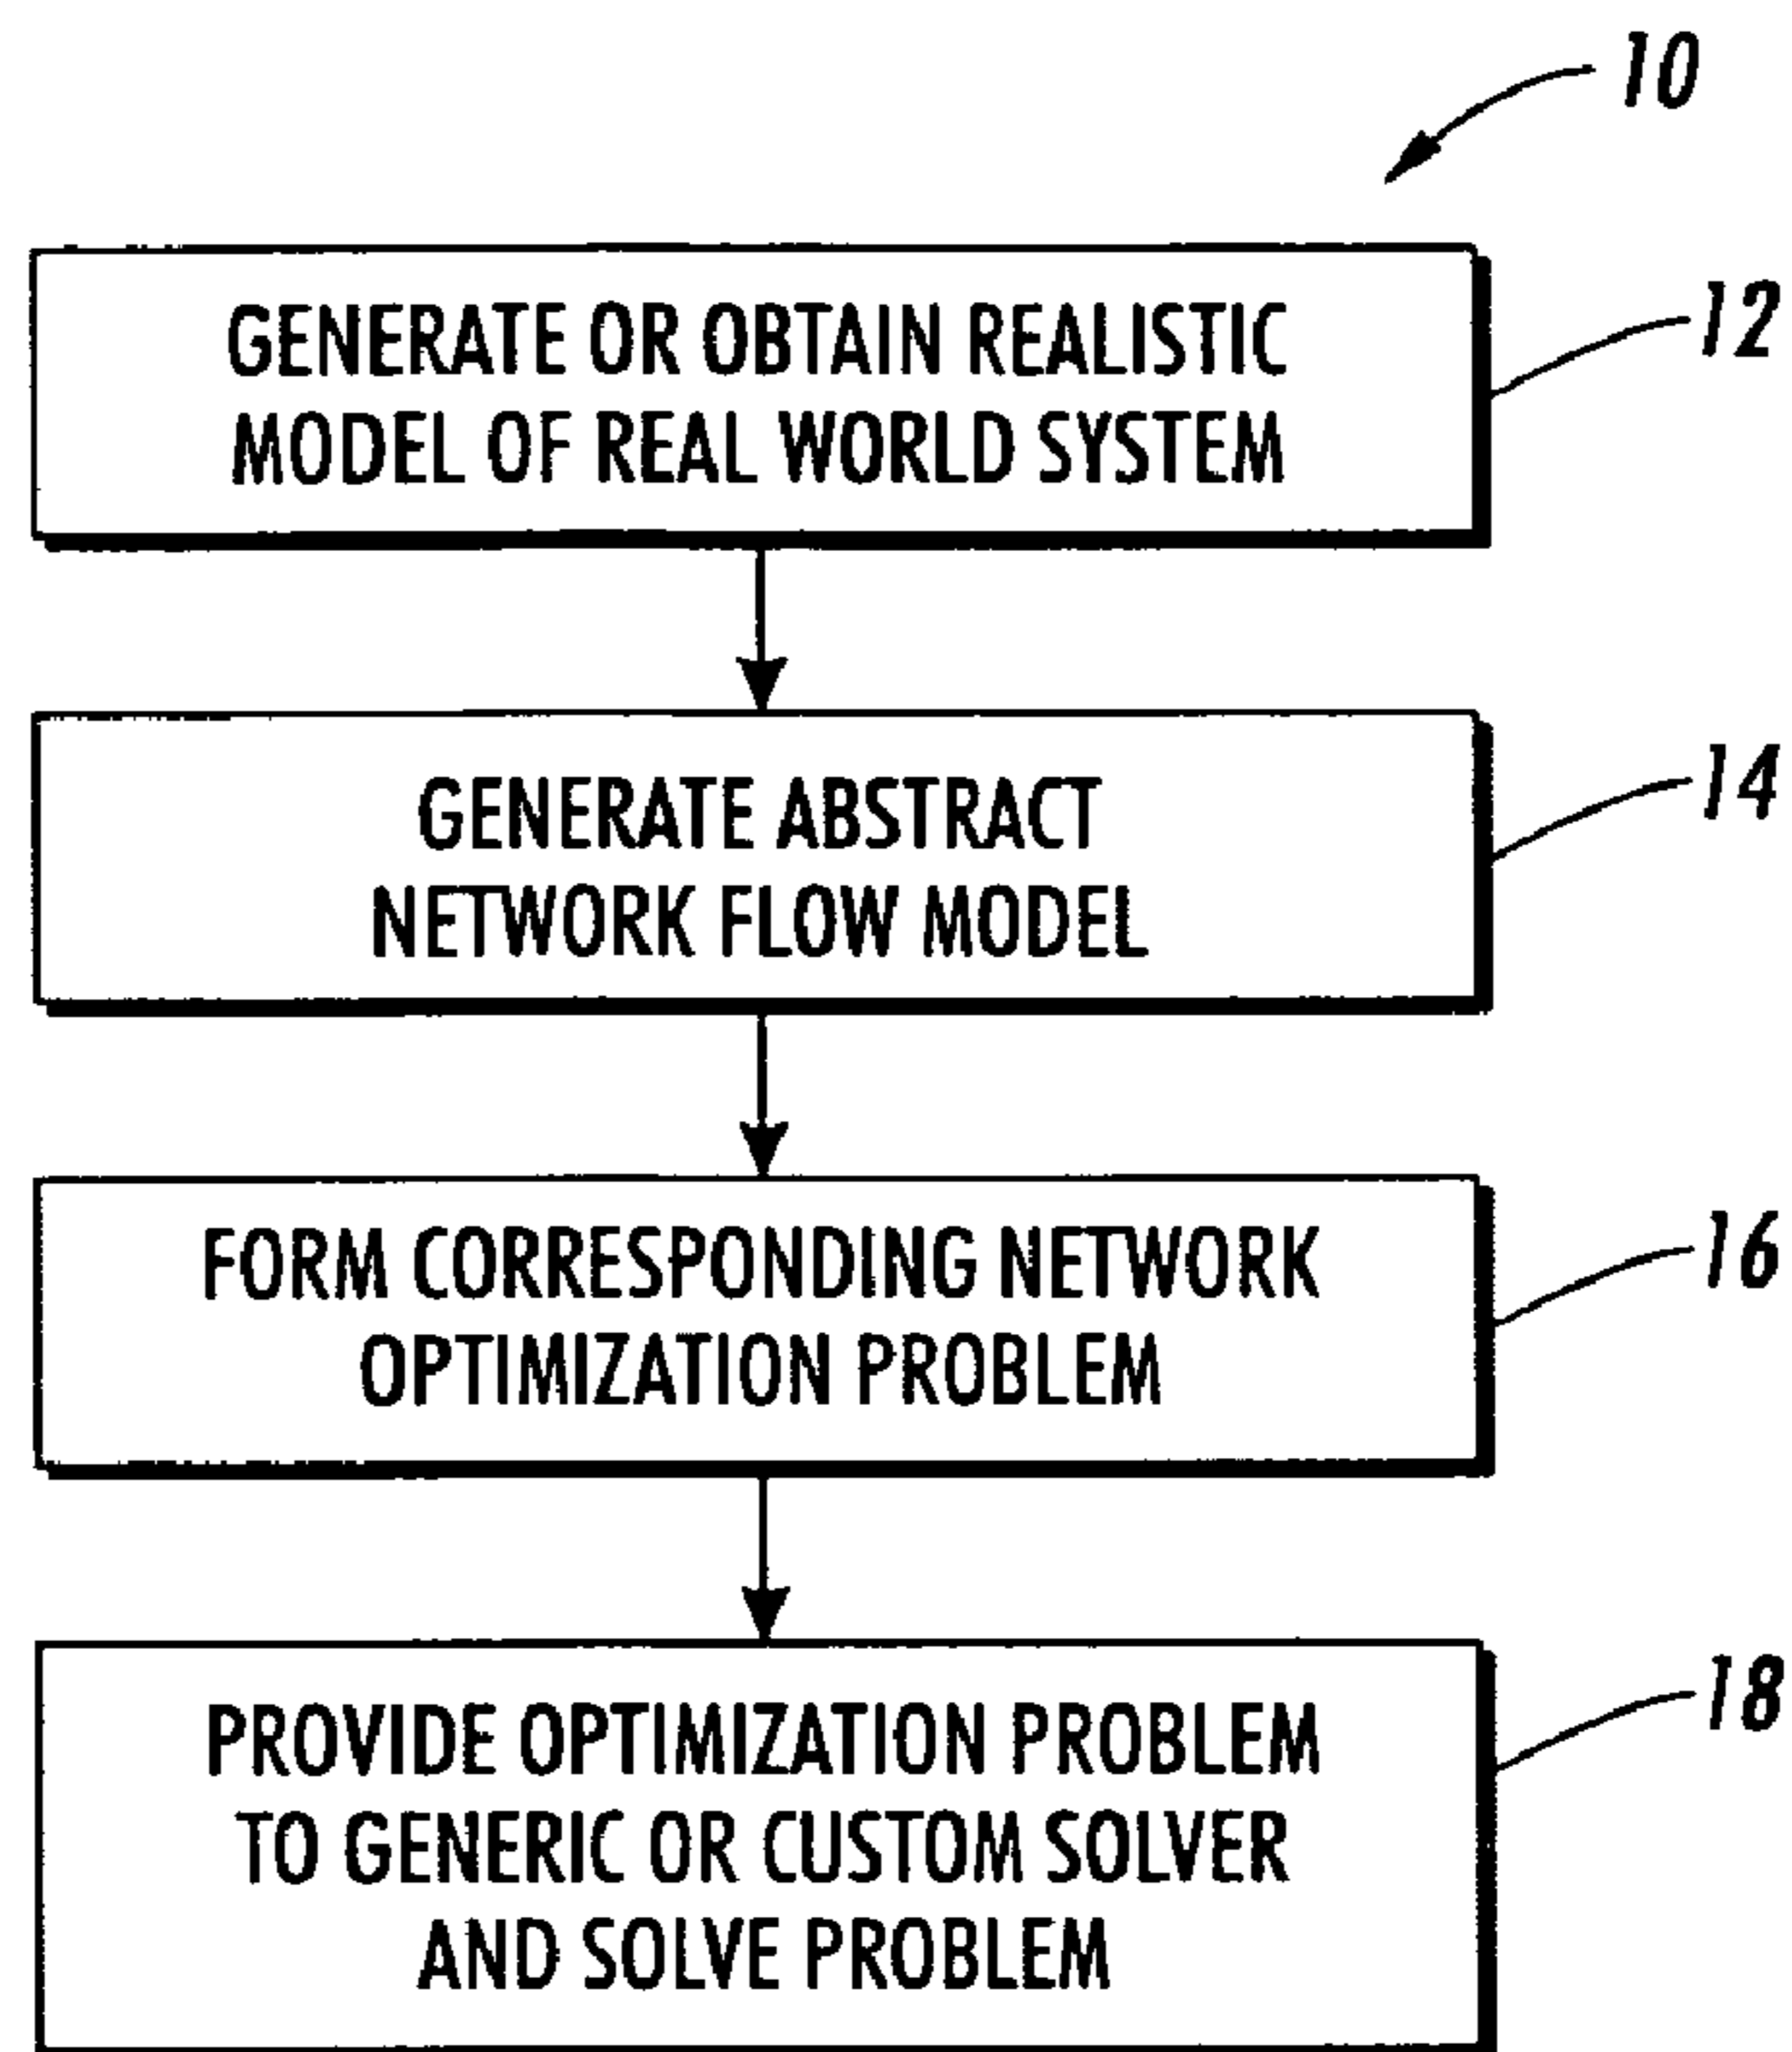 10
GENERATE OR OBTAIN REALISTIC
MODEL OF REAL WORLD SYSTEM
12
GENERATE ABSTRACT
NETWORK FLOW MODEL
14
FORM CORRESPONDING NETWORK
OPTIMIZATION PROBLEM
16
PROVIDE OPTIMIZATION PROBLEM
TO GENERIC OR CUSTOM SOLVER
AND SOLVE PROBLEM
18